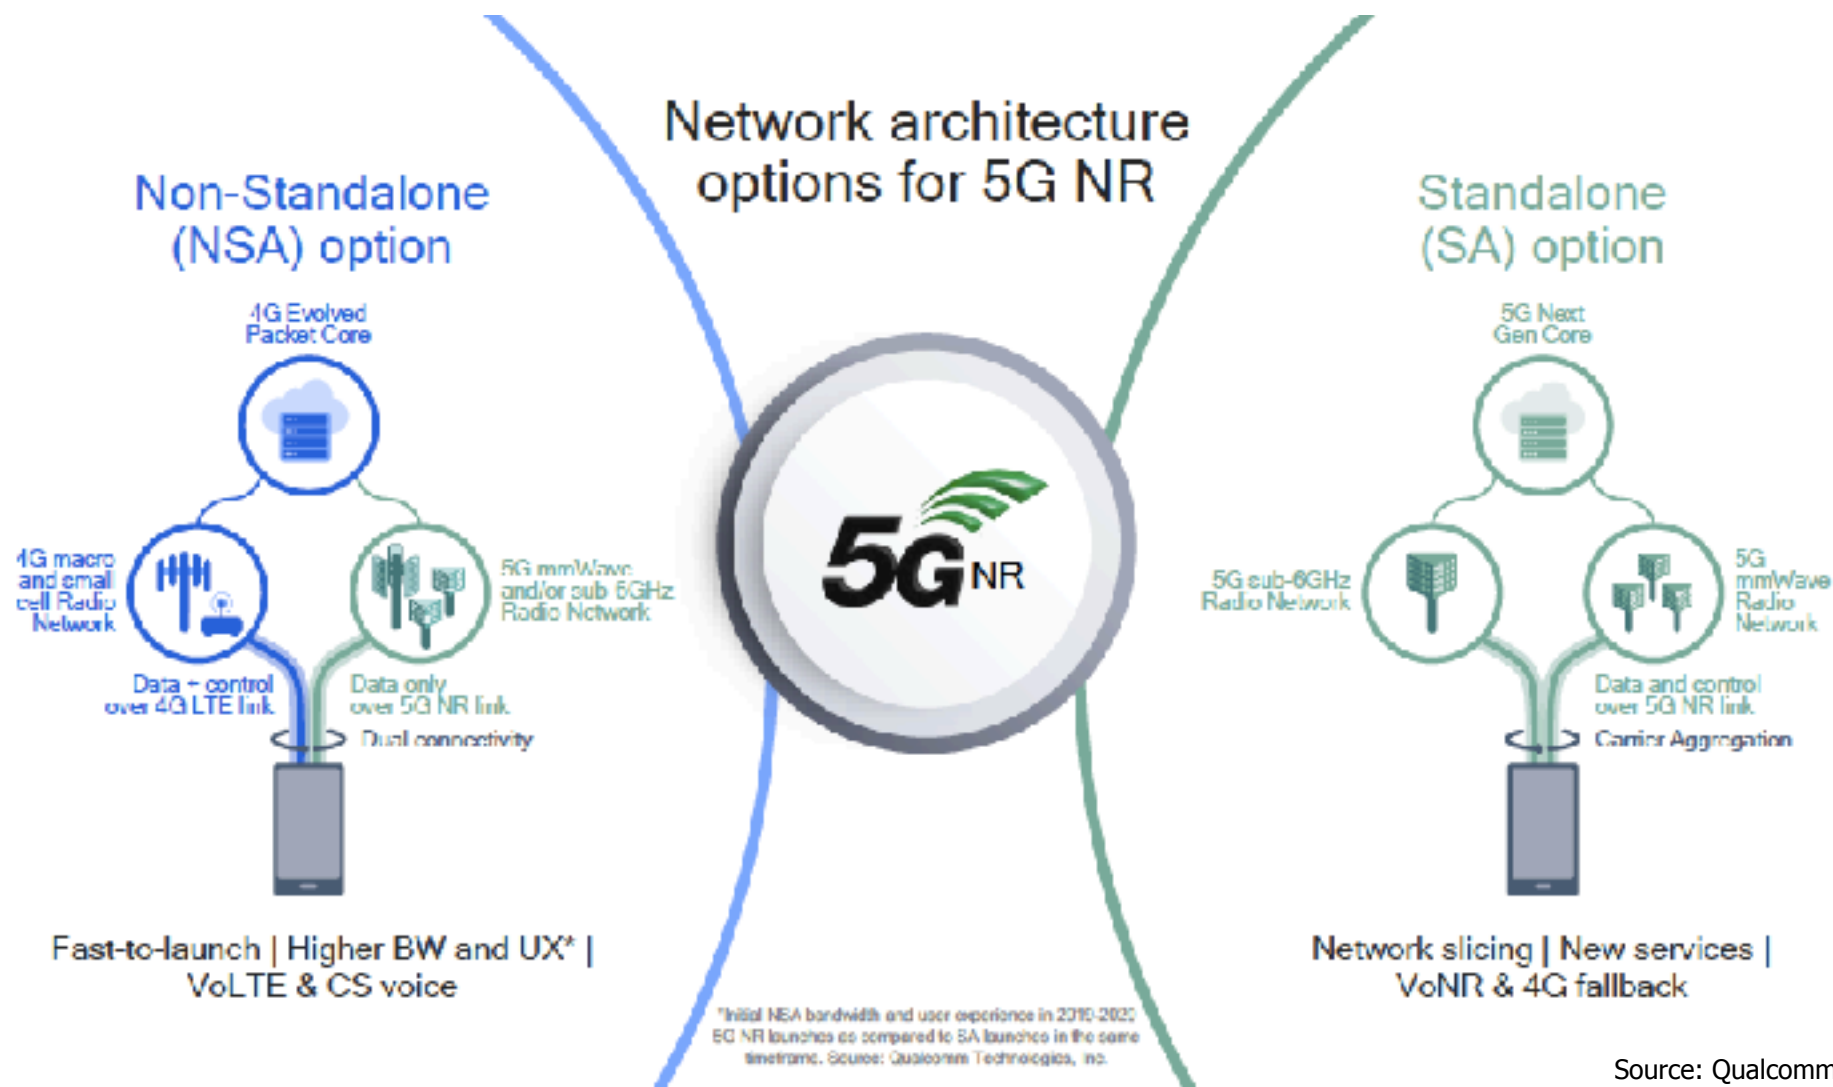 Network architecture
options for 5G NR
Non-Standalone
(NSA) option
4G Evolved
Packet Core
4G macro
and small
cell Radio
Network
5G mmWave
and/or sub-6GHz
Radio Network
Data + control
over 4G LTE link
Data only
over 5G NR link
Dual connectivity
Fast-to-launch | Higher BW and UX* |
VoLTE & CS voice
5G NR
Standalone
(SA) option
5G Next
Gen Core
5G sub-6GHz
Radio Network
5G
mmWave
Radio
Network
Data and control
over 5G NR link
Carrier Aggregation
Network slicing | New services |
VoNR & 4G fallback
*Initial NSA bandwidth and user experience in 2019-2020
5G NR launches as compared to SA launches in the same
timeframe. Source: Qualcomm Technologies, Inc.
Source: Qualcomm